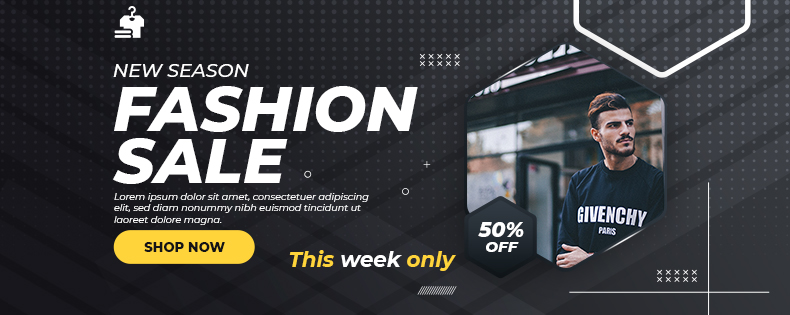 NEW SEASON
FASHION
SALE
Lorem ipsum dolor sit amet, consectetuer adipiscing
elit, sed diam nonummy nibh euismod tincidunt ut
laoreet dolore magna.
SHOP NOW
This week only
50%
OFF
GIVENCHY
PARIS